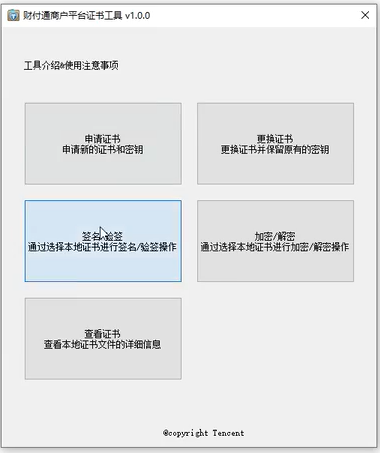 财付通商户平台证书工具 v1.0.0
工具介绍&使用注意事项
申请证书
申请新的证书和密钥
更换证书
更换证书并保留原有的密钥
签名/验签
通过选择本地证书进行签名/验签操作
加密/解密
通过选择本地证书进行加密/解密操作
查看证书
查看本地证书文件的详细信息
@copyright Tencent